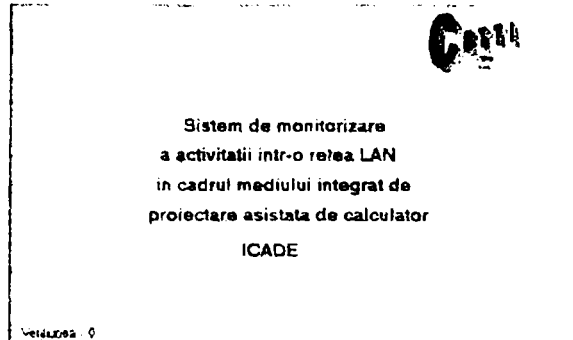 Sistem de monitorizare
a activitatii intr-o retea LAN
in cadrul mediului integrat de
proiectare asistata de calculator
ICADE